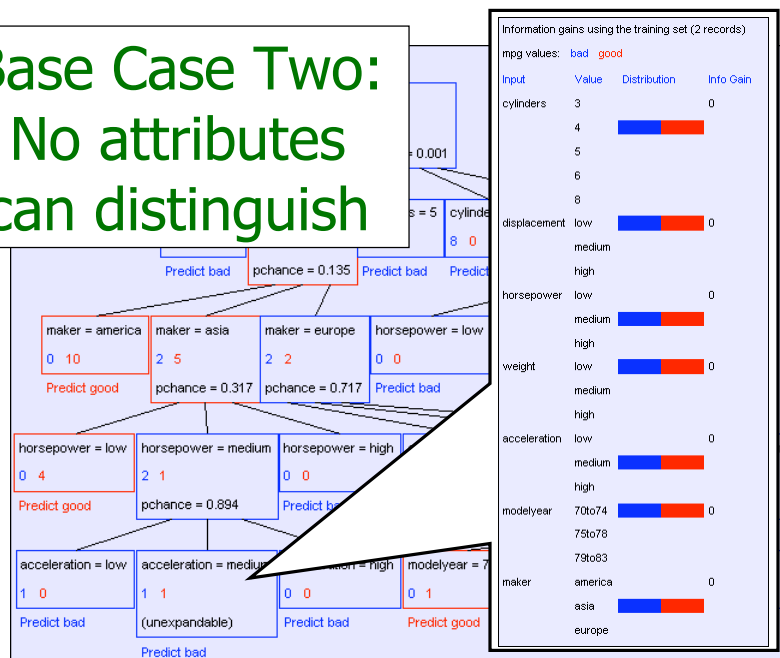 Base Case Two:
No attributes
can distinguish
= 0.001
s = 5
8 0
Predict bad
pchance = 0.135
Predict bad
maker = america
0 10
Predict good
maker = asia
2 5
pchance = 0.317
maker = europe
2 2
pchance = 0.717
horsepower = low
0 0
Predict bad
horsepower = low
0 4
Predict good
horsepower = medium
2 1
pchance = 0.894
horsepower = high
0 0
Predict
acceleration = low
1 0
Predict bad
acceleration = medium
1 1
(unexpandable)
Predict bad
= high
0 0
Predict bad
modelyear = 7
0 1
Predict good
Information gains using the training set (2 records)
mpg values: bad good
Input Value Distribution Info Gain
cylinders 3 0
4
5
6
8
displacement low 0
medium
high
horsepower low 0
medium
high
weight low 0
medium
high
acceleration low 0
medium
high
modelyear 70to74 0
75to78
79to83
maker america 0
asia
europe